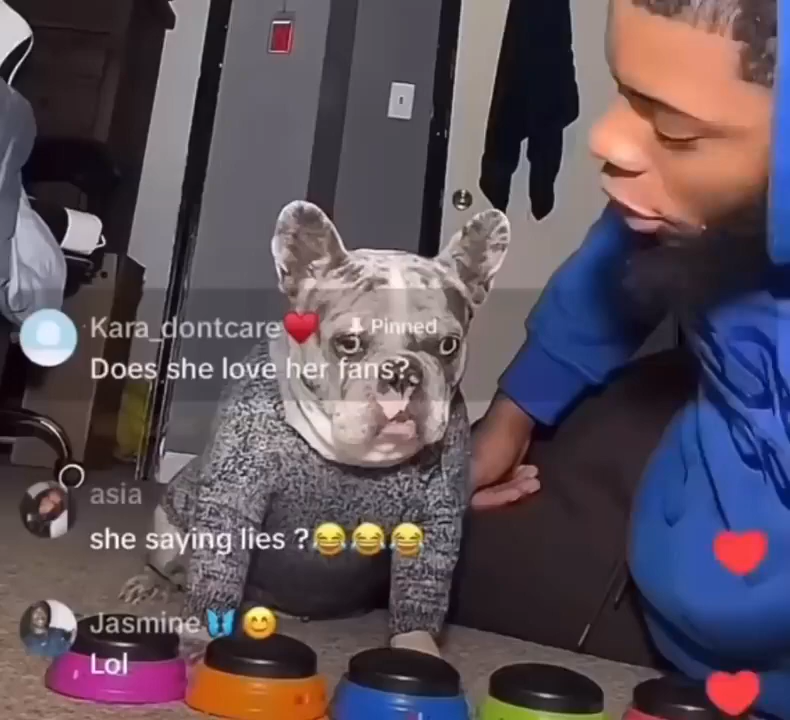 Kara_dontcare❤️ 📌 Pinned
Does she love her fans?
asia
she saying lies ?😂😂😂
Jasmine🦋😊
Lol